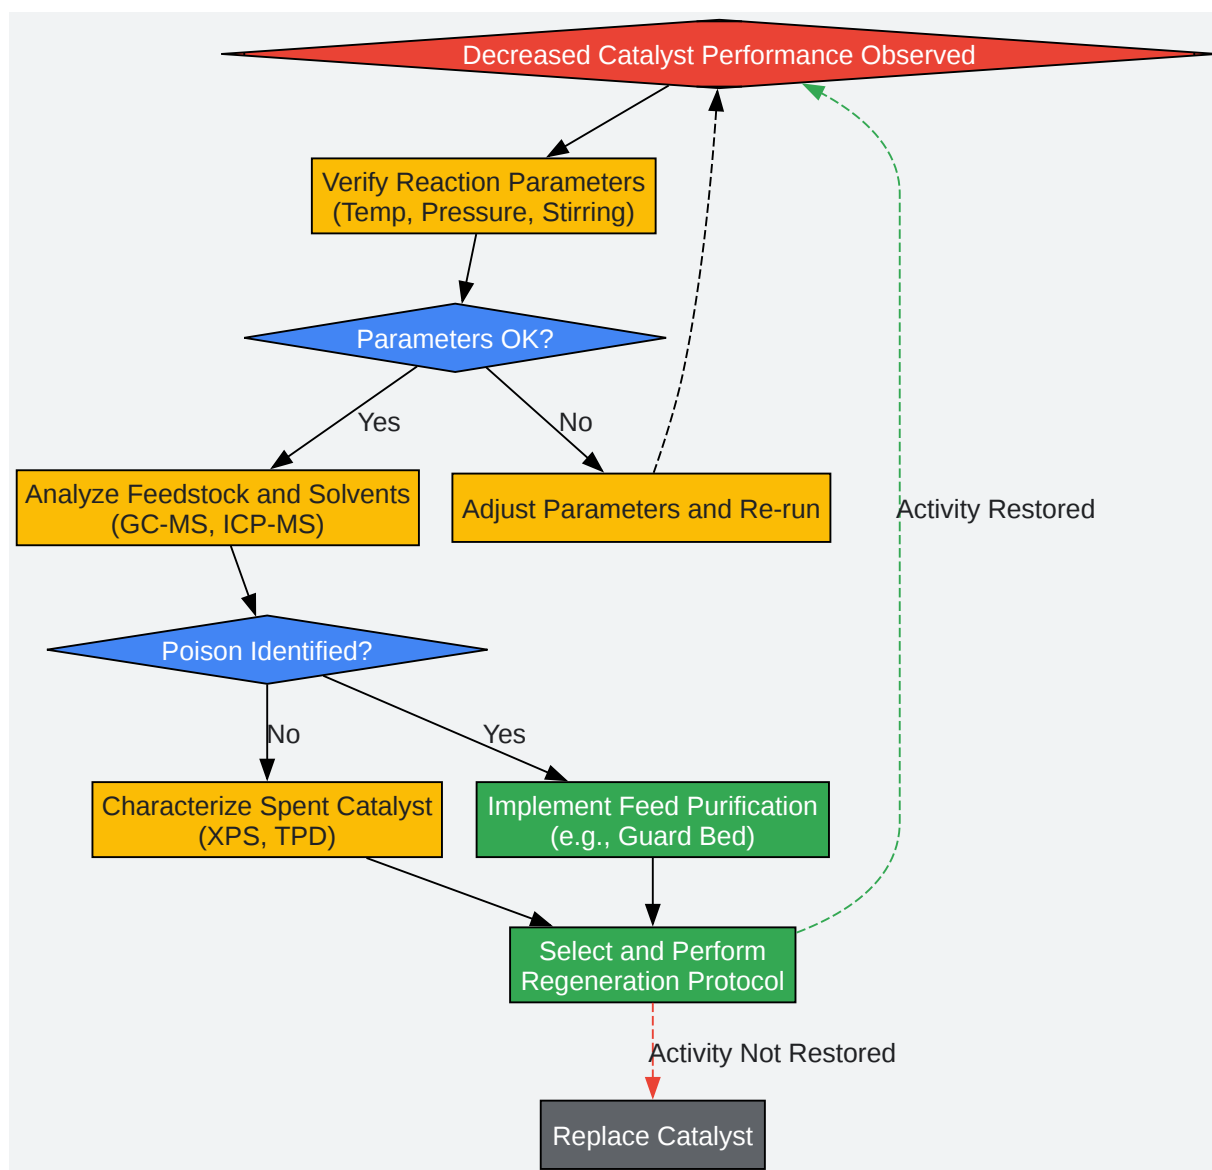 Decreased Catalyst Performance Observed
Verify Reaction Parameters
(Temp, Pressure, Stirring)
Parameters OK?
Yes
No
Analyze Feedstock and Solvents
(GC-MS, ICP-MS)
Adjust Parameters and Re-run
Activity Restored
Poison Identified?
No
Yes
Characterize Spent Catalyst
(XPS, TPD)
Implement Feed Purification
(e.g., Guard Bed)
Select and Perform
Regeneration Protocol
Activity Not Restored
Replace Catalyst